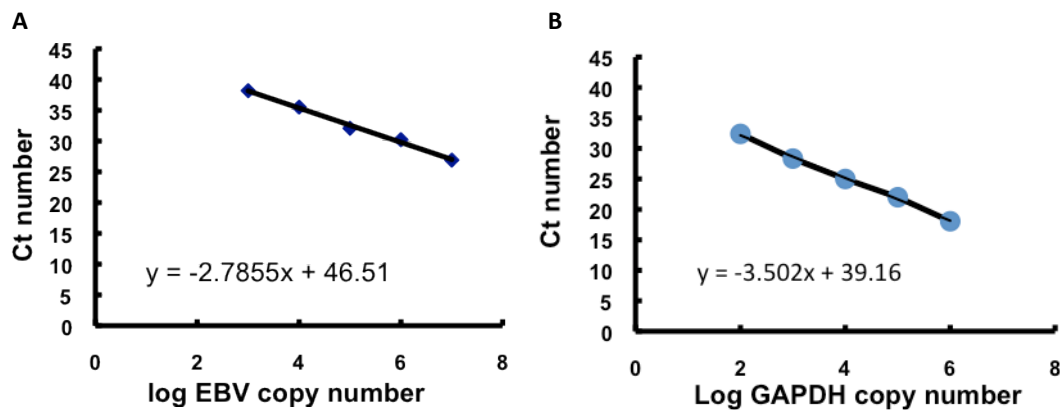 A
45
40
35
30
25
20
15
10
5
0
Ct number
y = -2.7855x + 46.51
0 2 4 6 8
log EBV copy number
B
45
40
35
30
25
20
15
10
5
0
Ct number
y = -3.502x + 39.16
0 2 4 6 8
Log GAPDH copy number